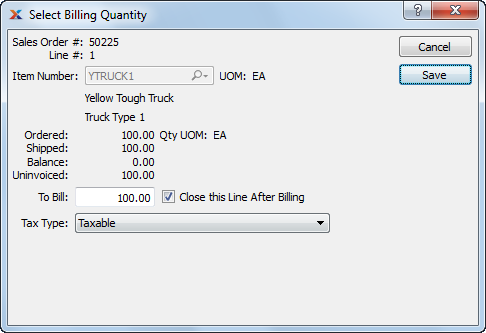 Select Billing Quantity
Sales Order #: 50225
Cancel
Line #: 1
Item Number: YTRUCK1 UOM: EA
Save
Yellow Tough Truck
Truck Type 1
Ordered: 100.00 Qty UOM: EA
Shipped: 100.00
Balance: 0.00
Uninvoiced: 100.00
To Bill: 100.00 Close this Line After Billing
Tax Type: Taxable